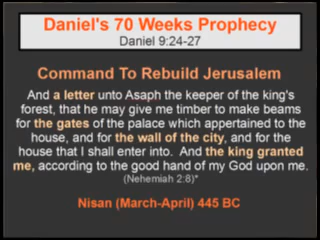 Daniel's 70 Weeks Prophecy
Daniel 9:24-27
Command To Rebuild Jerusalem
And a letter unto Asaph the keeper of the king's
forest, that he may give me timber to make beams
for the gates of the palace which appertained to the
house, and for the wall of the city, and for the
house that I shall enter into. And the king granted
me, according to the good hand of my God upon me.
(Nehemiah 2:8)*
Nisan (March-April) 445 BC